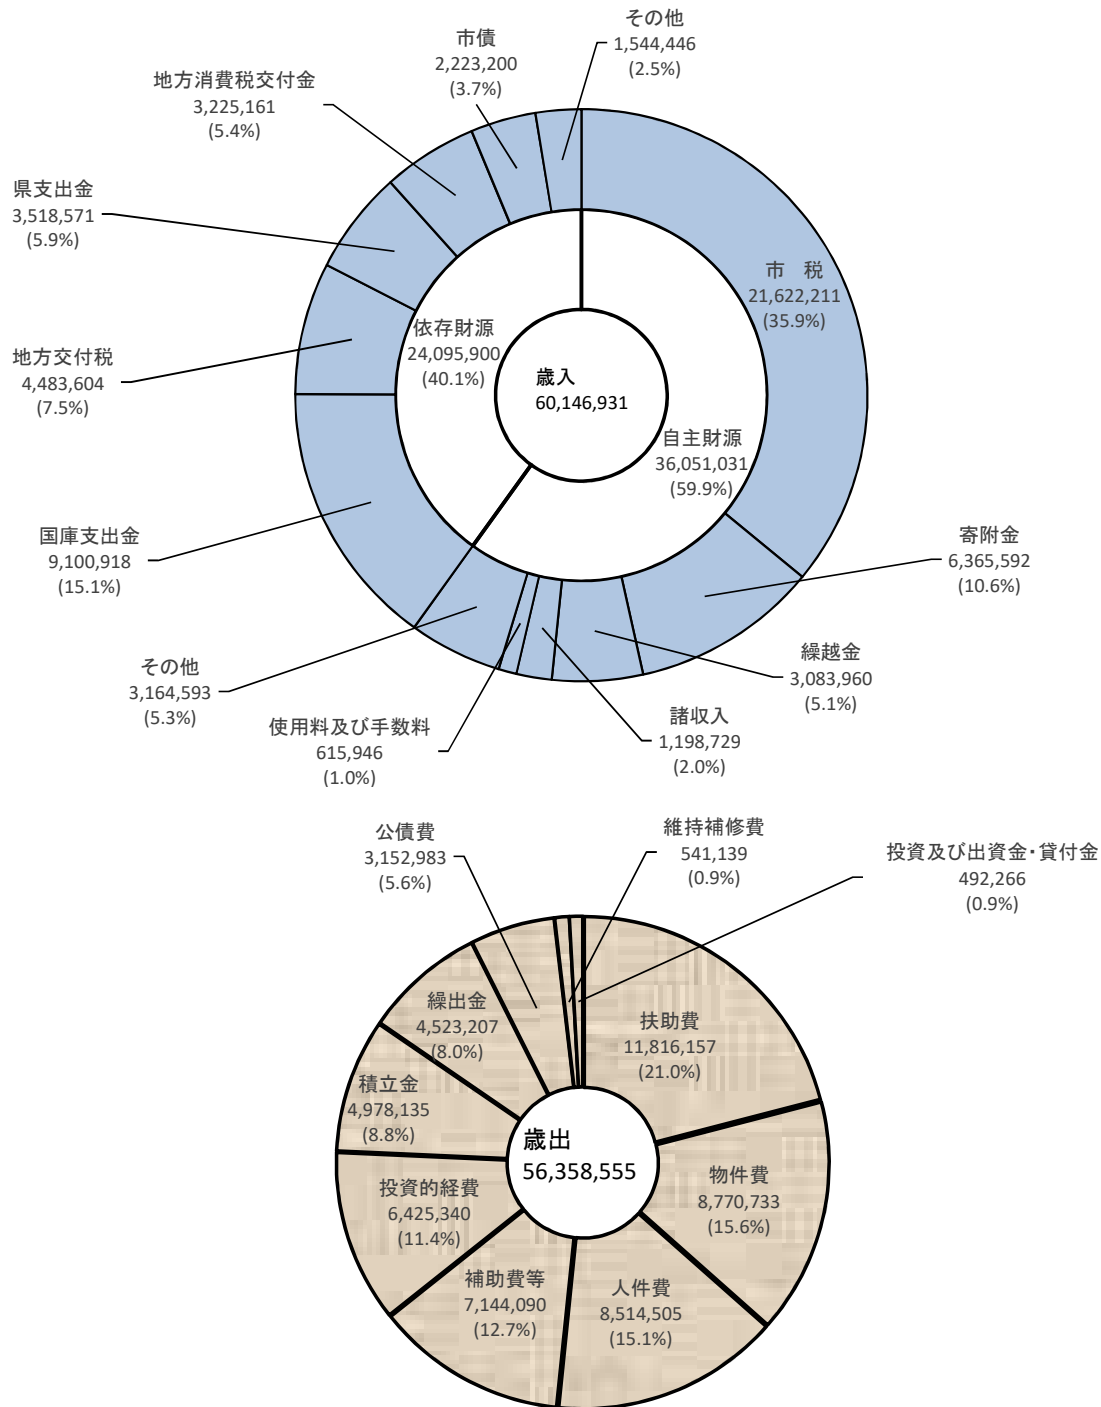 その他
1,544,446
(2.5%)
市債
2,223,200
(3.7%)
地方消費税交付金
3,225,161
(5.4%)
県支出金
3,518,571
(5.9%)
地方交付税
4,483,604
(7.5%)
国庫支出金
9,100,918
(15.1%)
その他
3,164,593
(5.3%)
使用料及び手数料
615,946
(1.0%)
諸収入
1,198,729
(2.0%)
繰越金
3,083,960
(5.1%)
寄附金
6,365,592
(10.6%)
市　税
21,622,211
(35.9%)
依存財源
24,095,900
(40.1%)
歳入
60,146,931
自主財源
36,051,031
(59.9%)
公債費
3,152,983
(5.6%)
維持補修費
541,139
(0.9%)
投資及び出資金・貸付金
492,266
(0.9%)
繰出金
4,523,207
(8.0%)
扶助費
11,816,157
(21.0%)
積立金
4,978,135
(8.8%)
歳出
56,358,555
物件費
8,770,733
(15.6%)
投資的経費
6,425,340
(11.4%)
補助費等
7,144,090
(12.7%)
人件費
8,514,505
(15.1%)